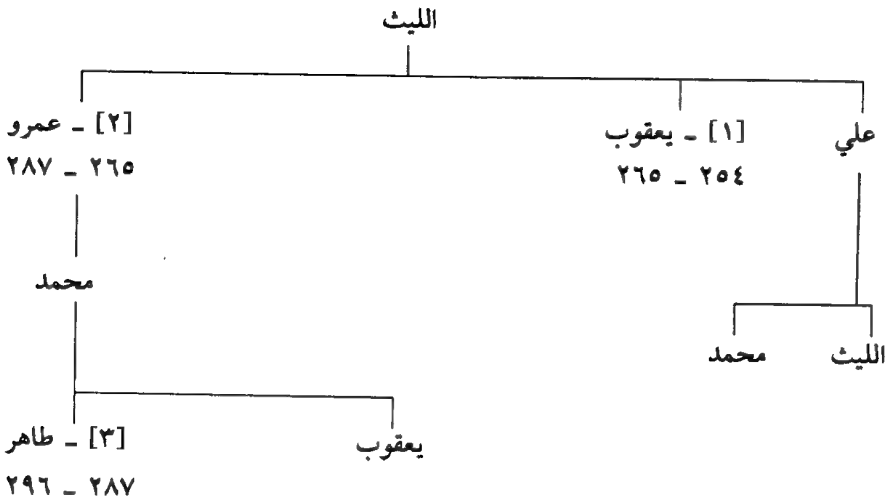 الليث
علي
[١] ـ يعقوب
٢٥٤ ـ ٢٦٥
[٢] ـ عمرو
٢٦٥ ـ ٢٨٧
محمد
الليث
محمد
يعقوب
[٣] ـ طاهر
٢٨٧ ـ ٢٩٦